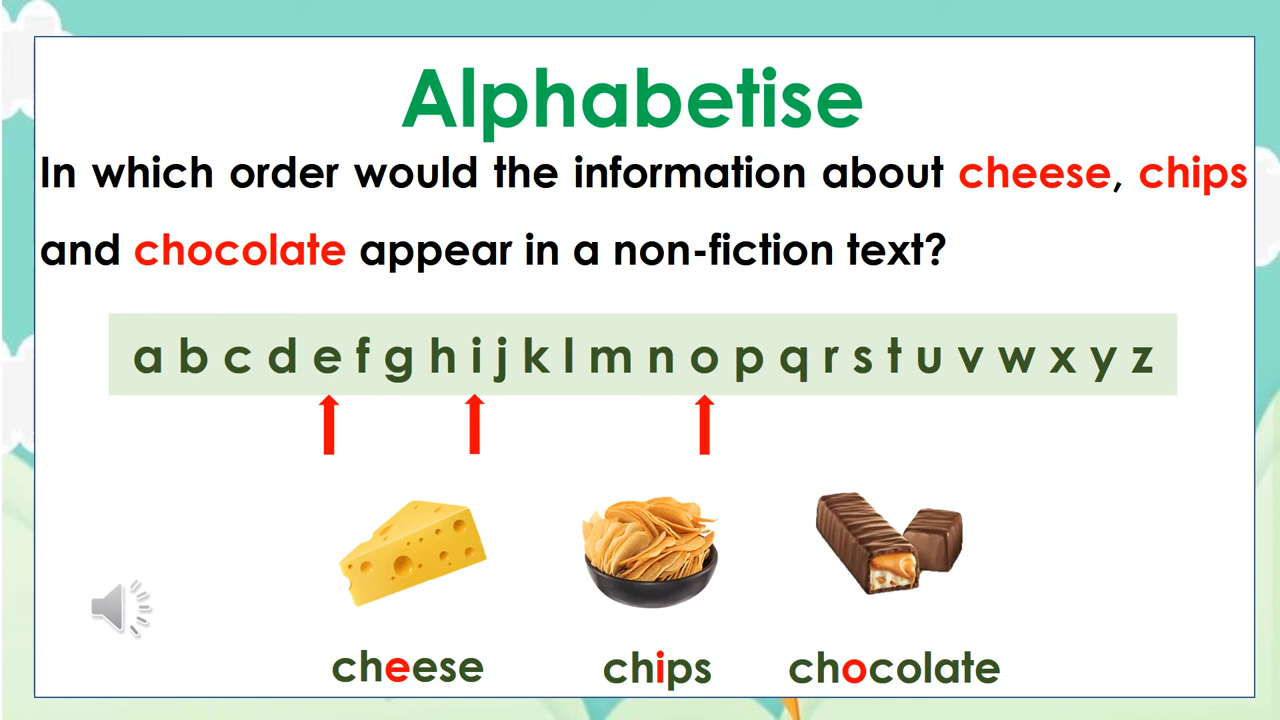 Alphabetise
In which order would the information about cheese, chips
and chocolate appear in a non-fiction text?
a b c d e f g h i j k l m n o p q r s t u v w x y z
cheese chips chocolate